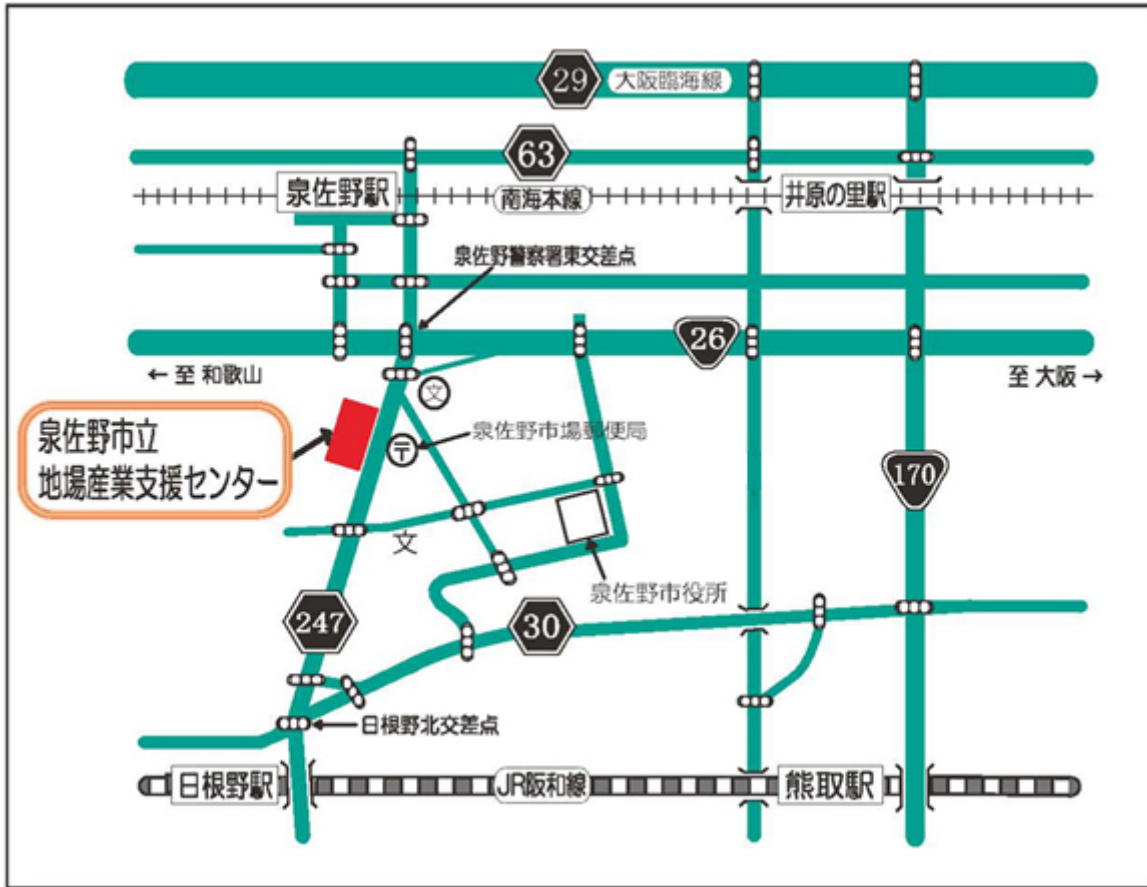 29
大阪臨海線
63
泉佐野駅
南海本線
井原の里駅
泉佐野警察署東交差点
26
← 至 和歌山
至 大阪 →
文
泉佐野市立
地場産業支援センター
〒
泉佐野市場郵便局
170
文
泉佐野市役所
247
30
日根野北交差点
日根野駅
JR阪和線
熊取駅